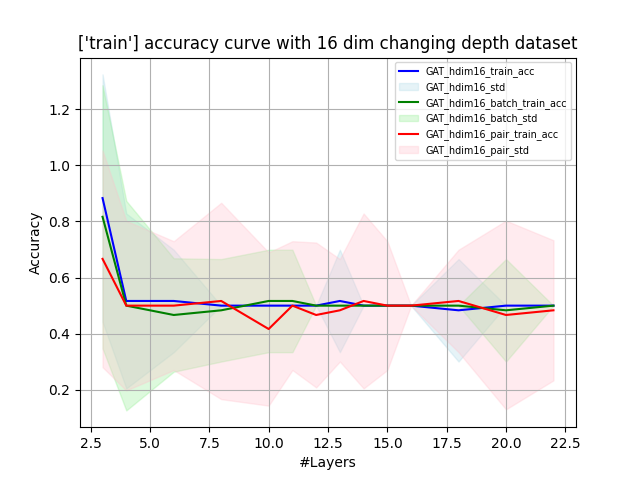 ['train'] accuracy curve with 16 dim changing depth dataset
GAT_hdim16_train_acc
GAT_hdim16_std
GAT_hdim16_batch_train_acc
GAT_hdim16_batch_std
GAT_hdim16_pair_train_acc
GAT_hdim16_pair_std
Accuracy
1.2
1.0
0.8
0.6
0.4
0.2
2.5 5.0 7.5 10.0 12.5 15.0 17.5 20.0 22.5
#Layers